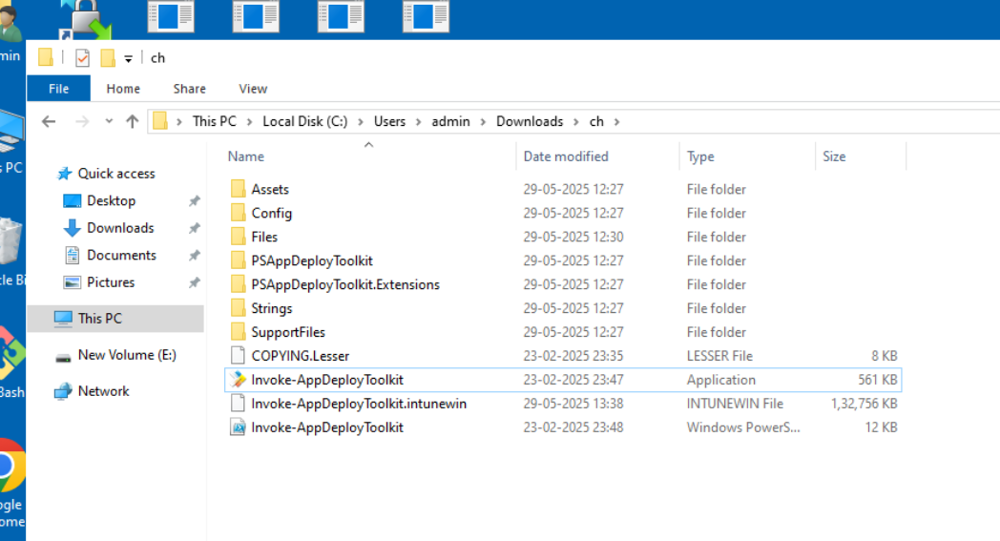 min
ch
File Home Share View
This PC > Local Disk (C:) > Users > admin > Downloads > ch >
Name Date modified Type Size
Quick access
Desktop
Downloads
Documents
Pictures
This PC
New Volume (E:)
Network
s PC
cle Bi
Bash
ogle
ome
Assets 29-05-2025 12:27 File folder
Config 29-05-2025 12:27 File folder
Files 29-05-2025 12:30 File folder
PSAppDeployToolkit 29-05-2025 12:27 File folder
PSAppDeployToolkit.Extensions 29-05-2025 12:27 File folder
Strings 29-05-2025 12:27 File folder
SupportFiles 29-05-2025 12:27 File folder
COPYING.Lesser 23-02-2025 23:35 LESSER File 8 KB
Invoke-AppDeployToolkit 23-02-2025 23:47 Application 561 KB
Invoke-AppDeployToolkit.intunewin 29-05-2025 13:38 INTUNEWIN File 1,32,756 KB
Invoke-AppDeployToolkit 23-02-2025 23:48 Windows PowerS... 12 KB